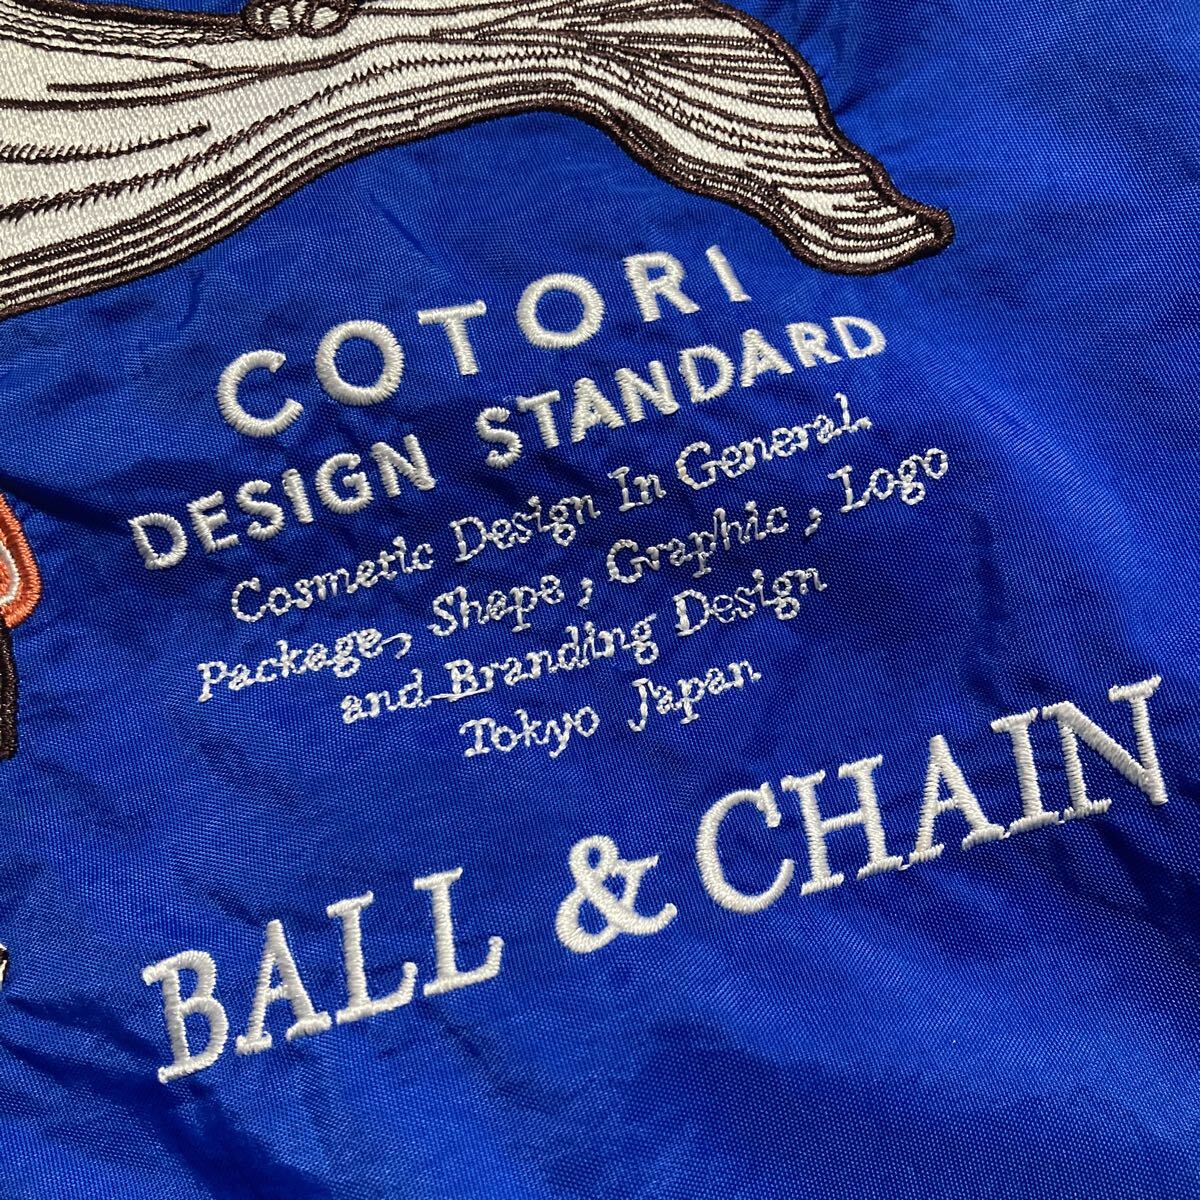 COTORI
DESIGN STANDARD
Cosmetic Design In General.
Package, Shape, Graphic, Logo
and Branding Design
Tokyo Japan
BALL & CHAIN